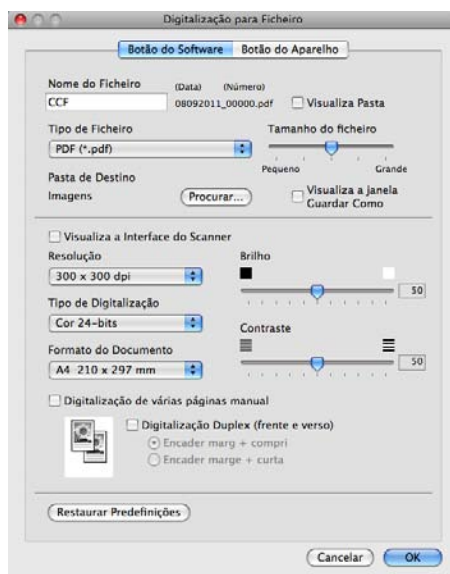 Digitalização para Ficheiro
Botão do Software Botão do Aparelho
Nome do Ficheiro (Data) (Número)
CCF 08092011_00000.pdf Visualiza Pasta
Tipo de Ficheiro Tamanho do ficheiro
PDF (*.pdf)
Pequeno Grande
Pasta de Destino
Imagens Procurar... Visualiza a janela
Guardar Como
Visualiza a Interface do Scanner
Resolução Brilho
300 x 300 dpi
50
Tipo de Digitalização
Cor 24-bits
Contraste
Formato do Documento
A4 210 x 297 mm 50
Digitalização de várias páginas manual
Digitalização Duplex (frente e verso)
Encader marg + compri
Encader marge + curta
Restaurar Predefinições
Cancelar OK